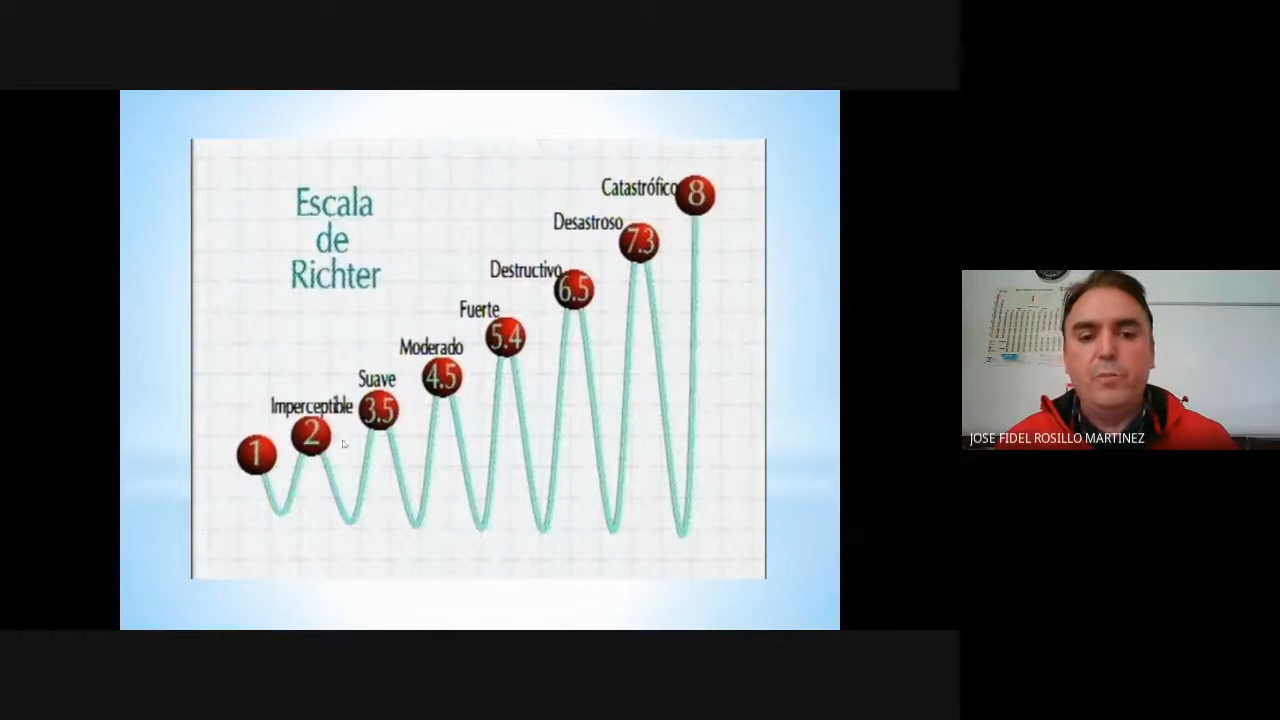 Escala
de
Richter
1
Imperceptible
2
Suave
3.5
Moderado
4.5
Fuerte
5.4
Destructivo
6.5
Desastroso
7.3
Catastrófico
8
JOSE FIDEL ROSILLO MARTINEZ